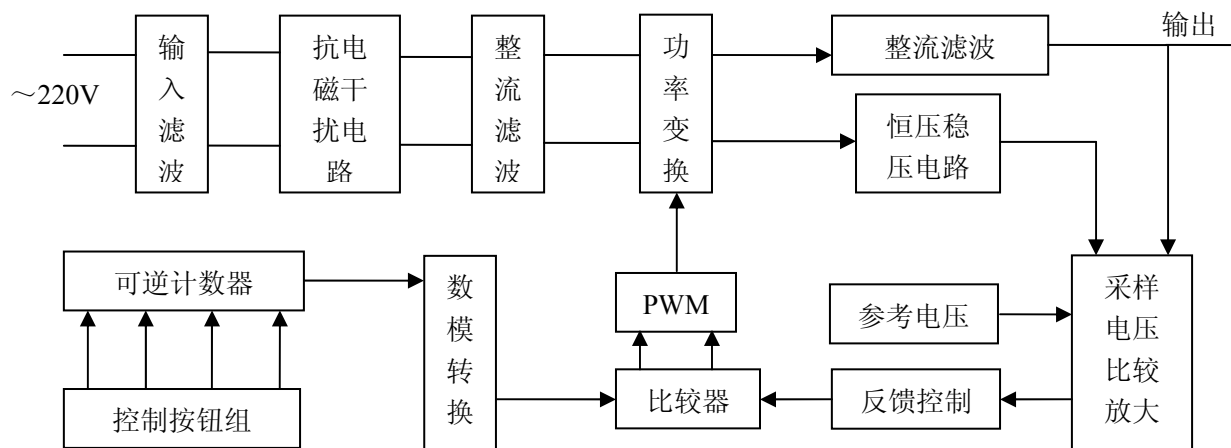 输出
～220V
输入滤波
抗电磁干扰电路
整流滤波
功率变换
整流滤波
恒压稳压电路
可逆计数器
数模转换
PWM
参考电压
采样电压比较放大
控制按钮组
比较器
反馈控制